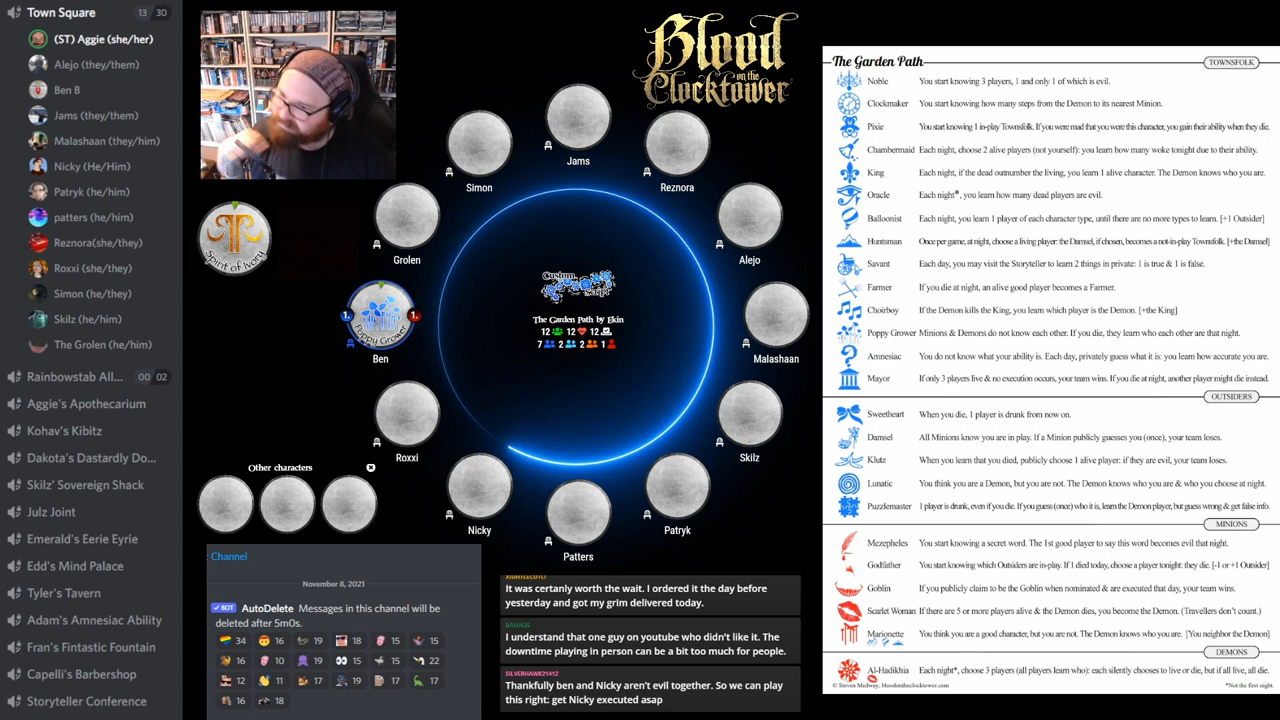 Town Square 13 / 30
(ST) Aggie (she/her)
Alejo (they/them)
Ben B
Jams (they/them)
Malashaan (they/them)
Nicky (He/Him)
Patryk (he/him)
patters (he/him)
Reznora(she/they)
Roxxi (she/they)
Simon (he/they)
Skilz (he/him)
The Grolen (he/him)
Rainbowstab All... 00 / 02
Aggie's Apothecarium
Kohav's Kibitz
Dakota's Dastardly Do...
Skilz' Sovereign Shack
Julz Joint
Emerald's Eerie Eyrie
Edd's Mind Palace
Tyler's Tavern
Adam's Amnesiac Ability
Fran's Fintastic Fountain
Capelli's Barbershop
Storytellers' Conference
Spirit of Ivory
Blood
on the
Clocktower
Jams
Simon
Reznora
Grolen
Alejo
1.
Poppy Grower
1.
Ben
Malashaan
Roxxi
Skilz
Nicky
Patryk
Patters
Custom
Script
The Garden Path by Ekin
12 12 12
7 2 2 1
Other characters
: Channel
November 8, 2021
BOT AutoDelete Messages in this channel will be
deleted after 5m0s.
34 16 19 18 15 15
16 10 19 15 15 22
12 11 17 19 17 17
16 18
It was certanly worth the wait. I ordered it the day before
yesterday and got my grim delivered today.
I understand that one guy on youtube who didn't like it. The
downtime playing in person can be a bit too much for people.
SILVERHAWK21412
Thankfully ben and Nicky aren't evil together. So we can play
this right: get Nicky executed asap
The Garden Path
TOWNSFOLK
Noble You start knowing 3 players, 1 and only 1 of which is evil.
Clockmaker You start knowing how many steps from the Demon to its nearest Minion.
Pixie You start knowing 1 in-play Townsfolk. If you were mad that you were this character, you gain their ability when they die.
Chambermaid Each night, choose 2 alive players (not yourself): you learn how many woke tonight due to their ability.
King Each night, if the dead outnumber the living, you learn 1 alive character. The Demon knows who you are.
Oracle Each night*, you learn how many dead players are evil.
Balloonist Each night, you learn 1 player of each character type, until there are no more types to learn. [+1 Outsider]
Huntsman Once per game, at night, choose a living player: the Damsel, if chosen, becomes a not-in-play Townsfolk. [+the Damsel]
Savant Each day, you may visit the Storyteller to learn 2 things in private: 1 is true & 1 is false.
Farmer If you die at night, an alive good player becomes a Farmer.
Choirboy If the Demon kills the King, you learn which player is the Demon. [+the King]
Poppy Grower Minions & Demons do not know each other. If you die, they learn who each other are that night.
Amnesiac You do not know what your ability is. Each day, privately guess what it is: you learn how accurate you are.
Mayor If only 3 players live & no execution occurs, your team wins. If you die at night, another player might die instead.
OUTSIDERS
Sweetheart When you die, 1 player is drunk from now on.
Damsel All Minions know you are in play. If a Minion publicly guesses you (once), your team loses.
Klutz When you learn that you died, publicly choose 1 alive player: if they are evil, your team loses.
Lunatic You think you are a Demon, but you are not. The Demon knows who you are & who you choose at night.
Puzzlemaster 1 player is drunk, even if you die. If you guess (once) who it is, learn the Demon player, but guess wrong & get false info.
MINIONS
Mezepheles You start knowing a secret word. The 1st good player to say this word becomes evil that night.
Godfather You start knowing which Outsiders are in-play. If 1 died today, choose a player tonight: they die. [-1 or +1 Outsider]
Goblin If you publicly claim to be the Goblin when nominated & are executed that day, your team wins.
Scarlet Woman If there are 5 or more players alive & the Demon dies, you become the Demon. (Travellers don't count.)
Marionette You think you are a good character, but you are not. The Demon knows who you are. [You neighbor the Demon]
DEMONS
Al-Hadikhia Each night*, choose 3 players (all players learn who): each silently chooses to live or die, but if all live, all die.
© Steven Medway, bloodontheclocktower.com *Not the first night